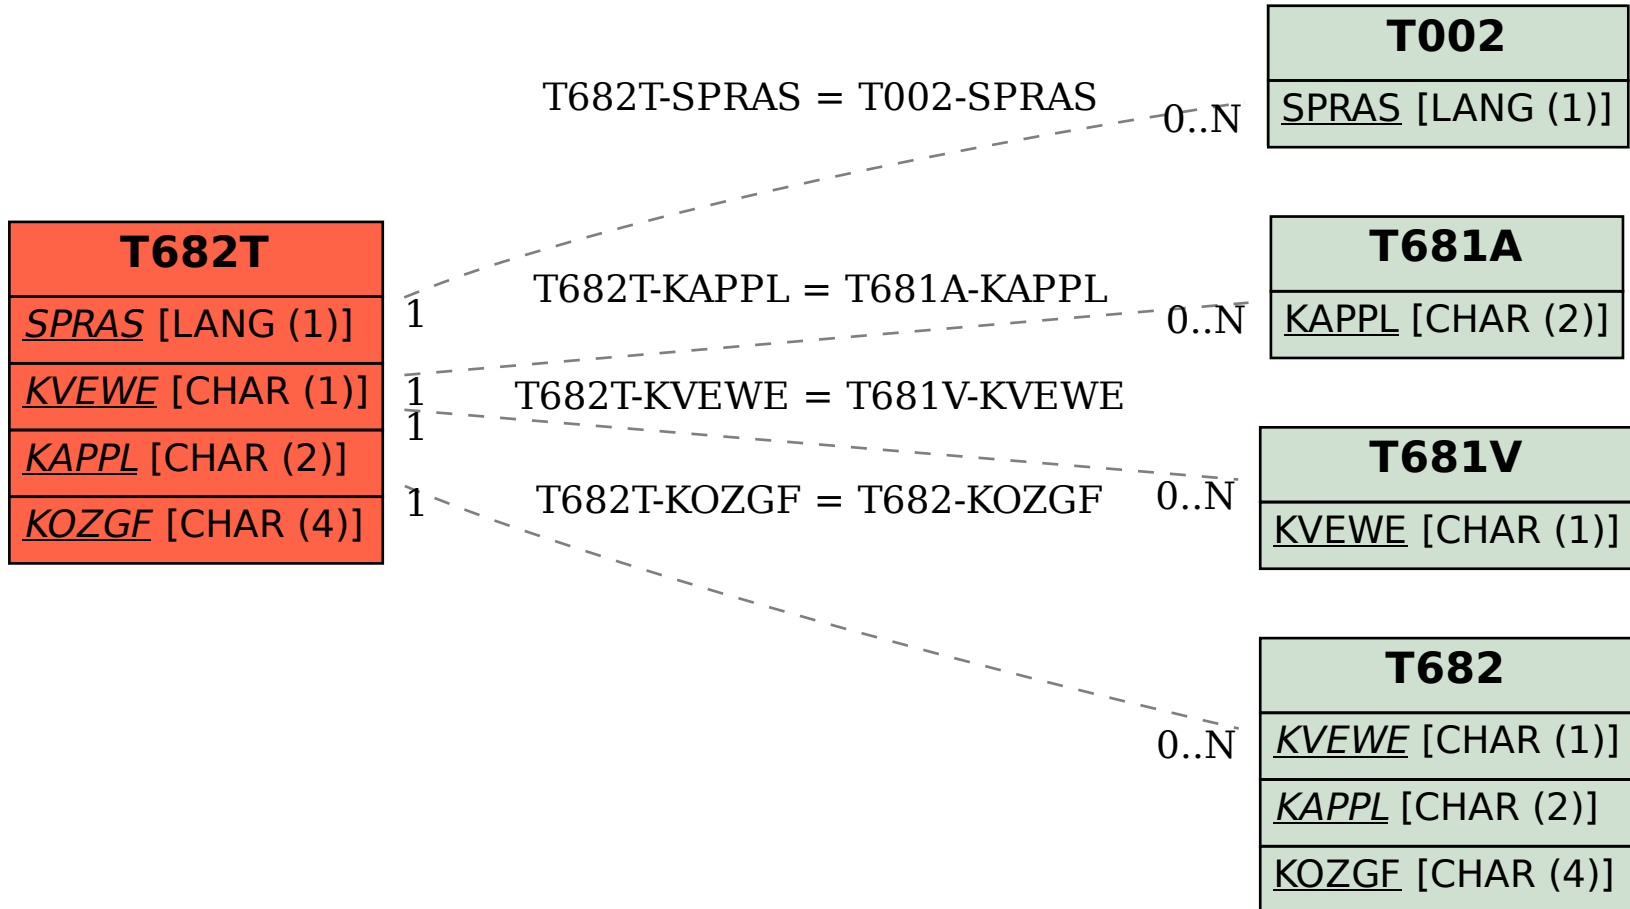 T682T
SPRAS [LANG (1)]
KVEWE [CHAR (1)]
KAPPL [CHAR (2)]
KOZGF [CHAR (4)]
T682T-SPRAS = T002-SPRAS
1
0..N
T682T-KAPPL = T681A-KAPPL
1
0..N
T682T-KVEWE = T681V-KVEWE
1
0..N
T682T-KOZGF = T682-KOZGF
1
0..N
T002
SPRAS [LANG (1)]
T681A
KAPPL [CHAR (2)]
T681V
KVEWE [CHAR (1)]
T682
KVEWE [CHAR (1)]
KAPPL [CHAR (2)]
KOZGF [CHAR (4)]